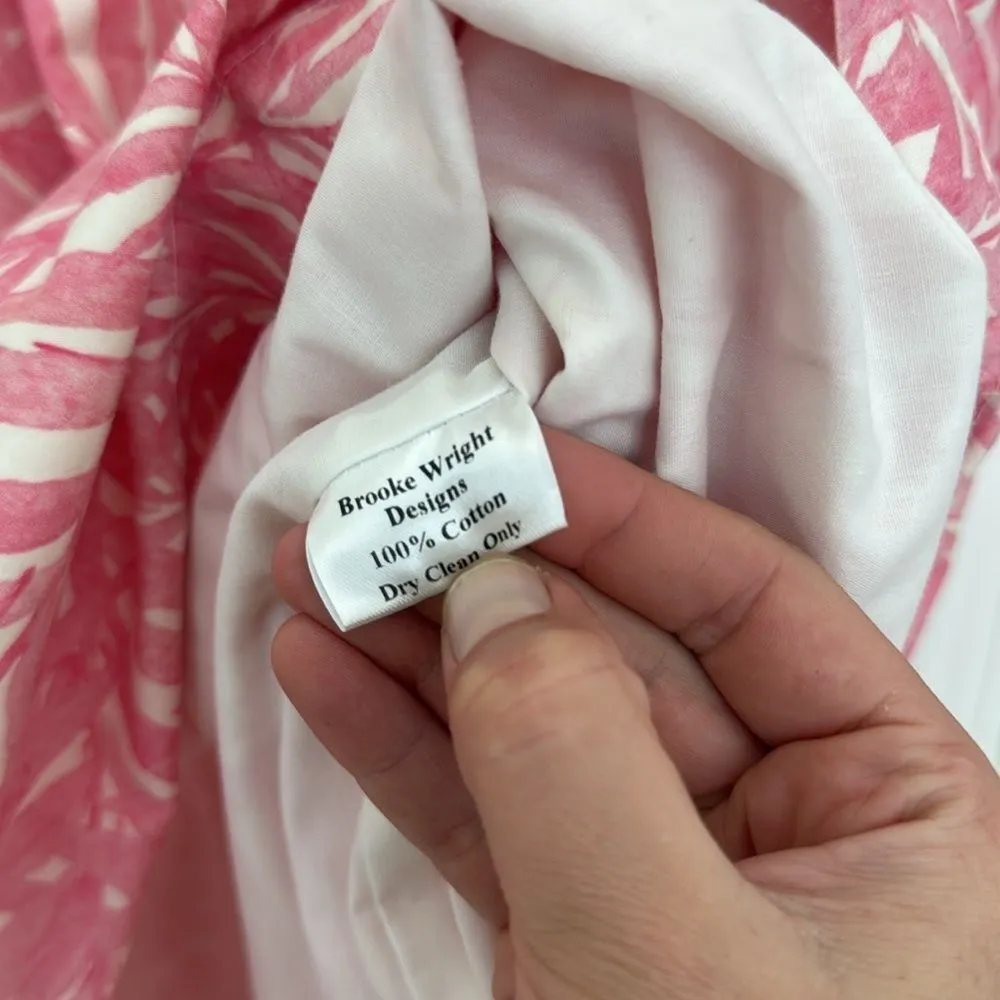 Brooke Wright
Designs
100% Cotton
Dry Clean Only